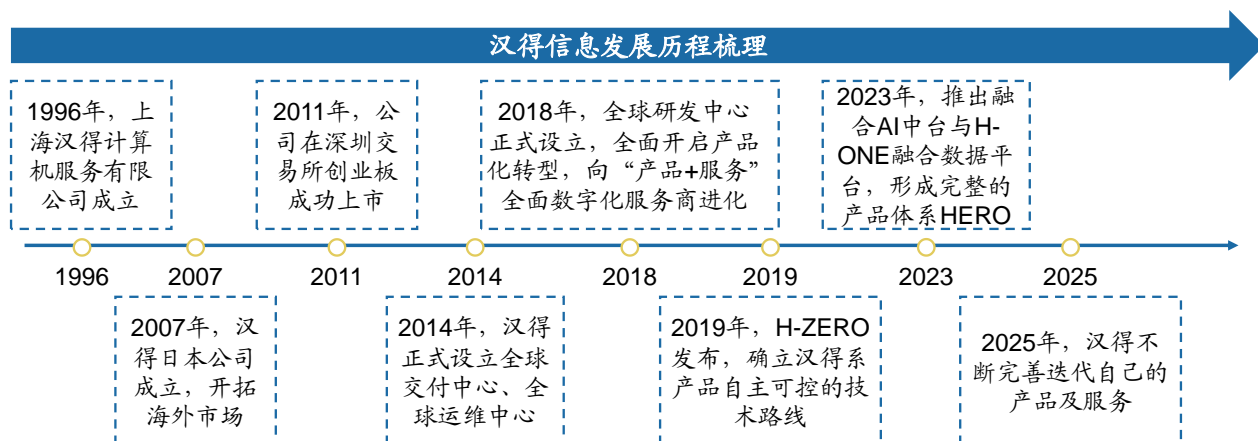 汉得信息发展历程梳理
1996年，上
海汉得计算
机服务有限
公司成立
2011年，公
司在深圳交
易所创业板
成功上市
2018年，全球研发中心
正式设立，全面开启产品
化转型，向“产品+服务”
全面数字化服务商进化
2023年，推出融
合AI中台与H-
ONE融合数据平
台，形成完整的
产品体系HERO
1996
2007
2011
2014
2018
2019
2023
2025
2007年，汉
得日本公司
成立，开拓
海外市场
2014年，汉得
正式设立全球
交付中心、全
球运维中心
2019年，H-ZERO
发布，确立汉得系
产品自主可控的技
术路线
2025年，汉得不
断完善迭代自己的
产品及服务